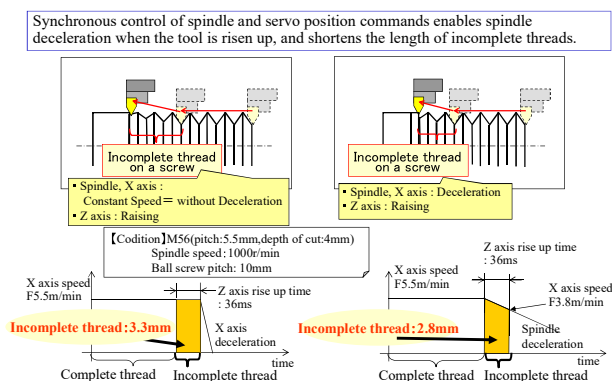 Synchronous control of spindle and servo position commands enables spindle
deceleration when the tool is risen up, and shortens the length of incomplete threads.
Incomplete thread
on a screw
▪ Spindle, X axis :
Constant Speed＝ without Deceleration
▪ Z axis : Raising
Incomplete thread
on a screw
▪ Spindle, X axis : Deceleration
▪ Z axis : Raising
【Codition】M56(pitch:5.5mm,depth of cut:4mm)
Spindle speed：1000r/min
Ball screw pitch: 10mm
X axis speed
F5.5m/min
Z axis rise up time
: 36ms
Incomplete thread：3.3mm
X axis
deceleration
time
Complete thread
Incomplete thread
Z axis rise up time
: 36ms
X axis speed
F5.5m/min
X axis speed
F3.8m/min
Incomplete thread：2.8mm
Spindle
deceleration
time
Complete thread
Incomplete thread